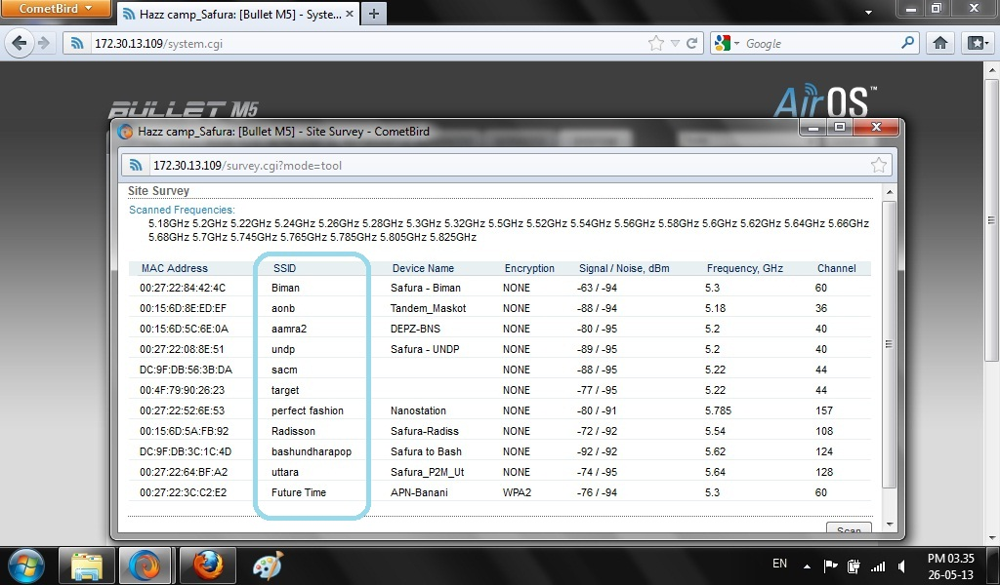 CometBird
Hazz camp_Safura: [Bullet M5] - Syste...
172.30.13.109/system.cgi
Google
BULLET M5
AirOS™
Hazz camp_Safura: [Bullet M5] - Site Survey - CometBird
172.30.13.109/survey.cgi?mode=tool
Site Survey
Scanned Frequencies:
5.18GHz 5.2GHz 5.22GHz 5.24GHz 5.26GHz 5.28GHz 5.3GHz 5.32GHz 5.5GHz 5.52GHz 5.54GHz 5.56GHz 5.58GHz 5.6GHz 5.62GHz 5.64GHz 5.66GHz
5.68GHz 5.7GHz 5.745GHz 5.765GHz 5.785GHz 5.805GHz 5.825GHz
MAC Address SSID Device Name Encryption Signal / Noise, dBm Frequency, GHz Channel
00:27:22:84:42:4C Biman Safura - Biman NONE -63 / -94 5.3 60
00:15:6D:8E:ED:EF aonb Tandem_Maskot NONE -88 / -94 5.18 36
00:15:6D:5C:6E:0A aamra2 DEPZ-BNS NONE -80 / -95 5.2 40
00:27:22:08:8E:51 undp Safura - UNDP NONE -89 / -95 5.2 40
DC:9F:DB:56:3B:DA sacm NONE -88 / -95 5.22 44
00:4F:79:90:26:23 target NONE -77 / -95 5.22 44
00:27:22:52:6E:53 perfect fashion Nanostation NONE -80 / -91 5.785 157
00:15:6D:5A:FB:92 Radisson Safura-Radiss NONE -72 / -92 5.54 108
DC:9F:DB:3C:1C:4D bashundharapop Safura to Bash NONE -92 / -92 5.62 124
00:27:22:64:BF:A2 uttara Safura_P2M_Ut NONE -74 / -95 5.64 128
00:27:22:3C:C2:E2 Future Time APN-Banani WPA2 -76 / -94 5.3 60
Scan
EN
PM 03.35
26-05-13